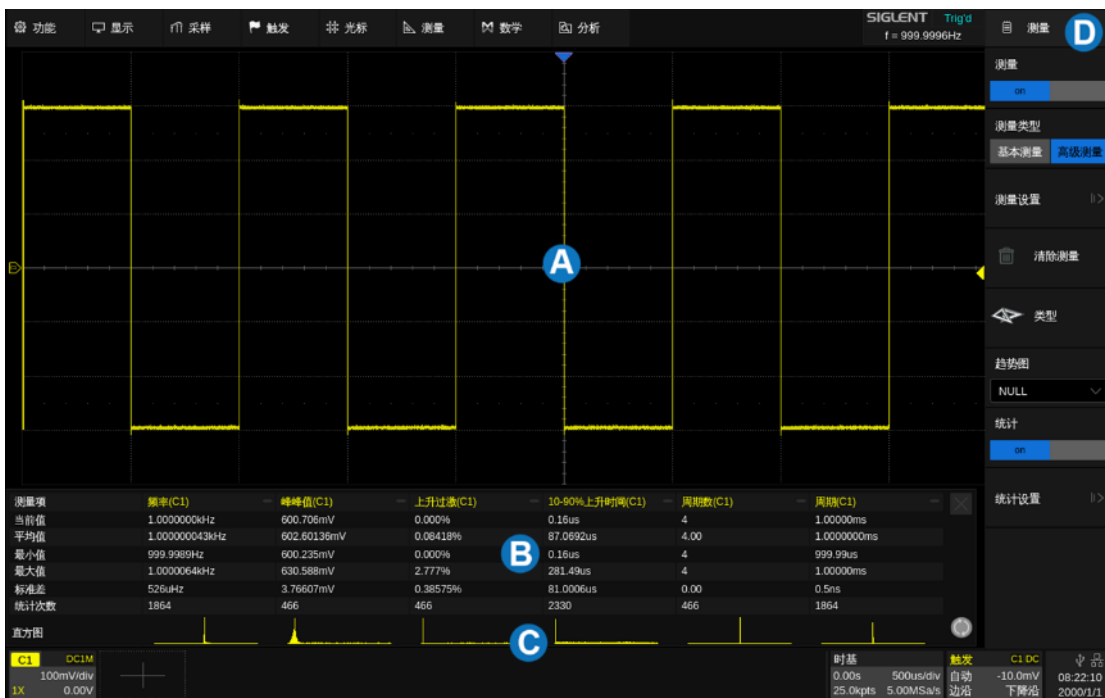 功能 显示 采样 触发 光标 测量 数学 分析
SIGLENT Trig'd
f = 999.9996Hz
测量 D
测量
on
测量类型
基本测量 高级测量
测量设置
清除测量
类型
趋势图
NULL
统计
on
统计设置
A
测量项 频率(C1) 峰峰值(C1) 上升过激(C1) 10-90%上升时间(C1) 周期数(C1) 周期(C1)
当前值 1.0000000kHz 600.706mV 0.000% 0.16us 4 1.00000ms
平均值 1.000000043kHz 602.60136mV 0.08418% 87.0692us 4.00 1.0000000ms
最小值 999.9989Hz 600.235mV 0.000% 0.16us 4 999.99us
最大值 1.0000064kHz 630.588mV 2.777% 281.49us 4 1.00000ms
标准差 526uHz 3.76607mV 0.38575% 81.0006us 0.00 0.5ns
统计次数 1864 466 466 2330 466 1864
B
直方图
C
C1 DC1M
100mV/div
1X 0.00V
时基
0.00s 500us/div
25.0kpts 5.00MSa/s
触发 C1 DC
自动 -10.0mV
边沿 下降沿
08:22:10
2000/1/1